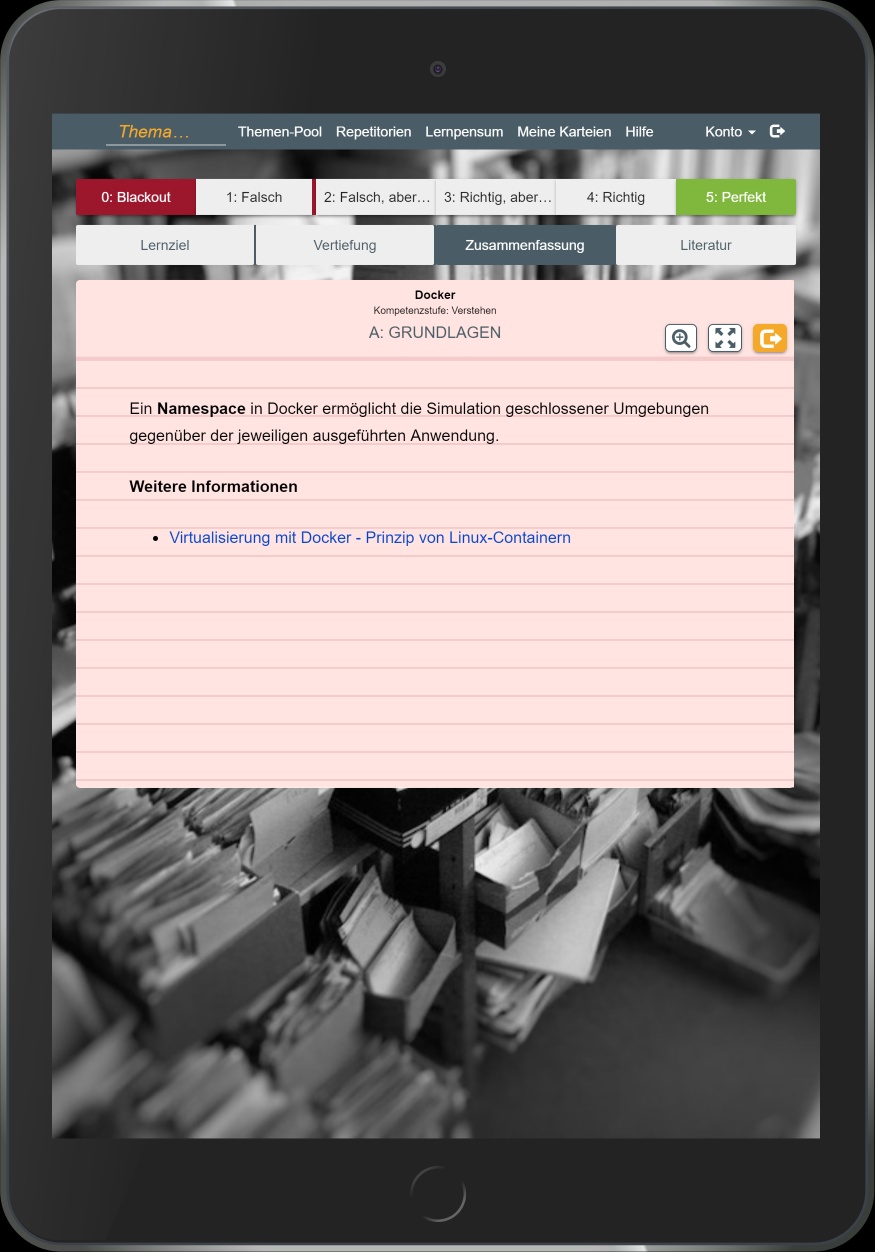 Thema… Themen-Pool Repetitorien Lernpensum Meine Karteien Hilfe Konto
0: Blackout 1: Falsch 2: Falsch, aber… 3: Richtig, aber… 4: Richtig 5: Perfekt
Lernziel Vertiefung Zusammenfassung Literatur
Docker
Kompetenzstufe: Verstehen
A: GRUNDLAGEN
Ein Namespace in Docker ermöglicht die Simulation geschlossener Umgebungen
gegenüber der jeweiligen ausgeführten Anwendung.
Weitere Informationen
• Virtualisierung mit Docker - Prinzip von Linux-Containern